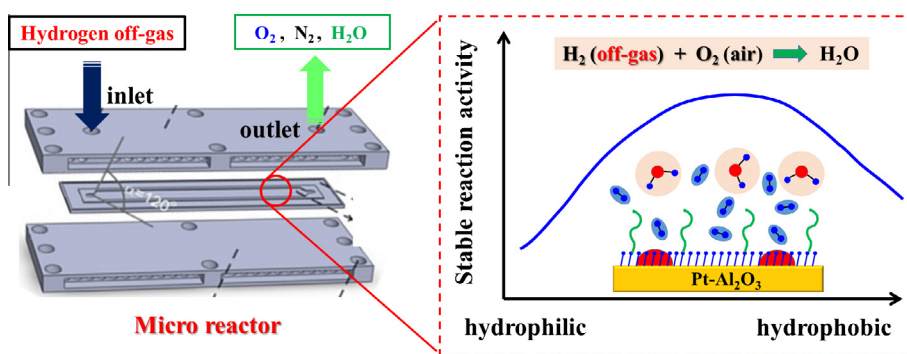 Hydrogen off-gas
O₂ , N₂, H₂O
inlet
outlet
α=120°
Micro reactor
Stable reaction activity
H₂ (off-gas) + O₂ (air) → H₂O
Pt-Al₂O₃
hydrophilic
hydrophobic